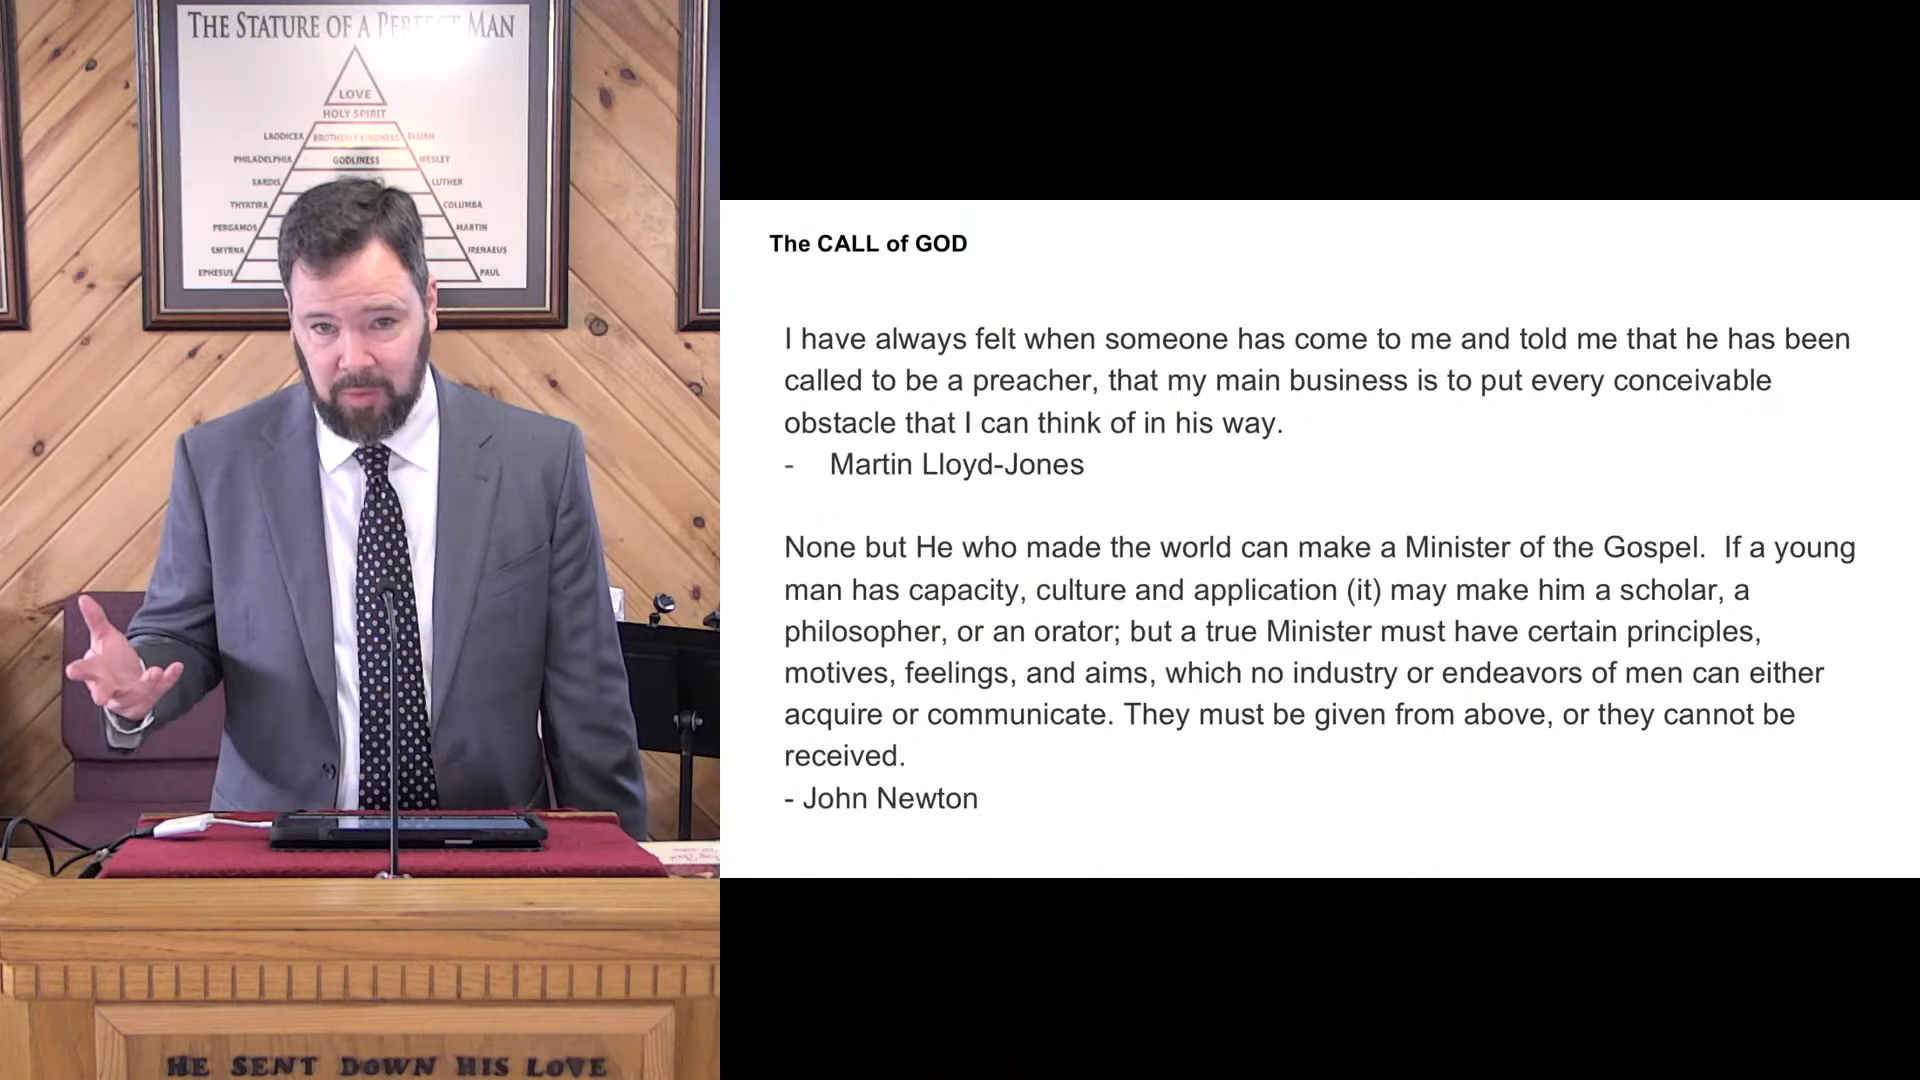 THE STATURE OF A PERFECT MAN
LOVE
HOLY SPIRIT
LAODICEA BROTHERLY KINDNESS ELIJAH
PHILADELPHIA GODLINESS WESLEY
SARDIS LUTHER
THYATIRA COLUMBA
PERGAMOS MARTIN
SMYRNA IRENAEUS
EPHESUS PAUL
HE SENT DOWN HIS LOVE
The CALL of GOD
I have always felt when someone has come to me and told me that he has been
called to be a preacher, that my main business is to put every conceivable
obstacle that I can think of in his way.
- Martin Lloyd-Jones
None but He who made the world can make a Minister of the Gospel. If a young
man has capacity, culture and application (it) may make him a scholar, a
philosopher, or an orator; but a true Minister must have certain principles,
motives, feelings, and aims, which no industry or endeavors of men can either
acquire or communicate. They must be given from above, or they cannot be
received.
- John Newton